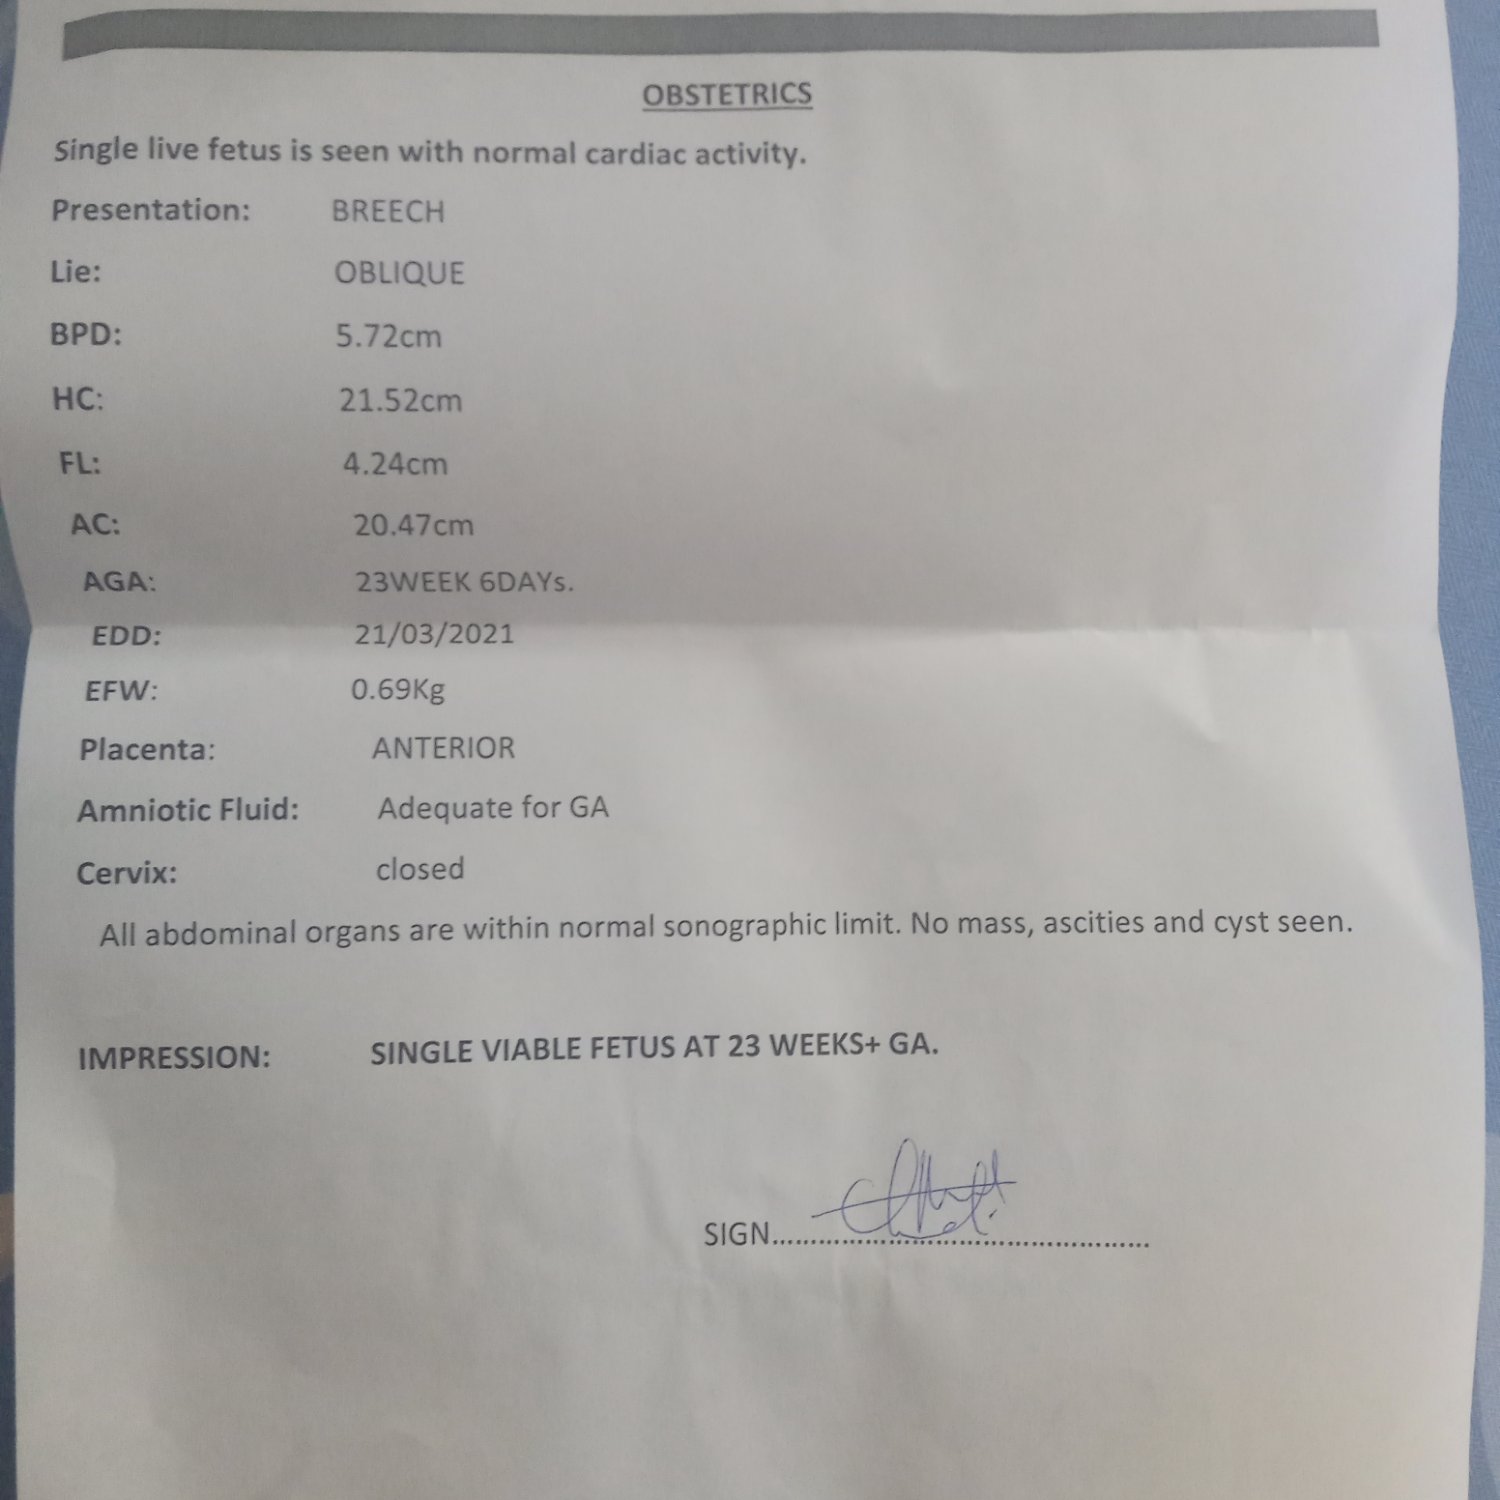 OBSTETRICS
Single live fetus is seen with normal cardiac activity.
Presentation: BREECH
Lie: OBLIQUE
BPD: 5.72cm
HC: 21.52cm
FL: 4.24cm
AC: 20.47cm
AGA: 23WEEK 6DAYs.
EDD: 21/03/2021
EFW: 0.69Kg
Placenta: ANTERIOR
Amniotic Fluid: Adequate for GA
Cervix: closed
All abdominal organs are within normal sonographic limit. No mass, ascities and cyst seen.
IMPRESSION: SINGLE VIABLE FETUS AT 23 WEEKS+ GA.
SIGN..................................................